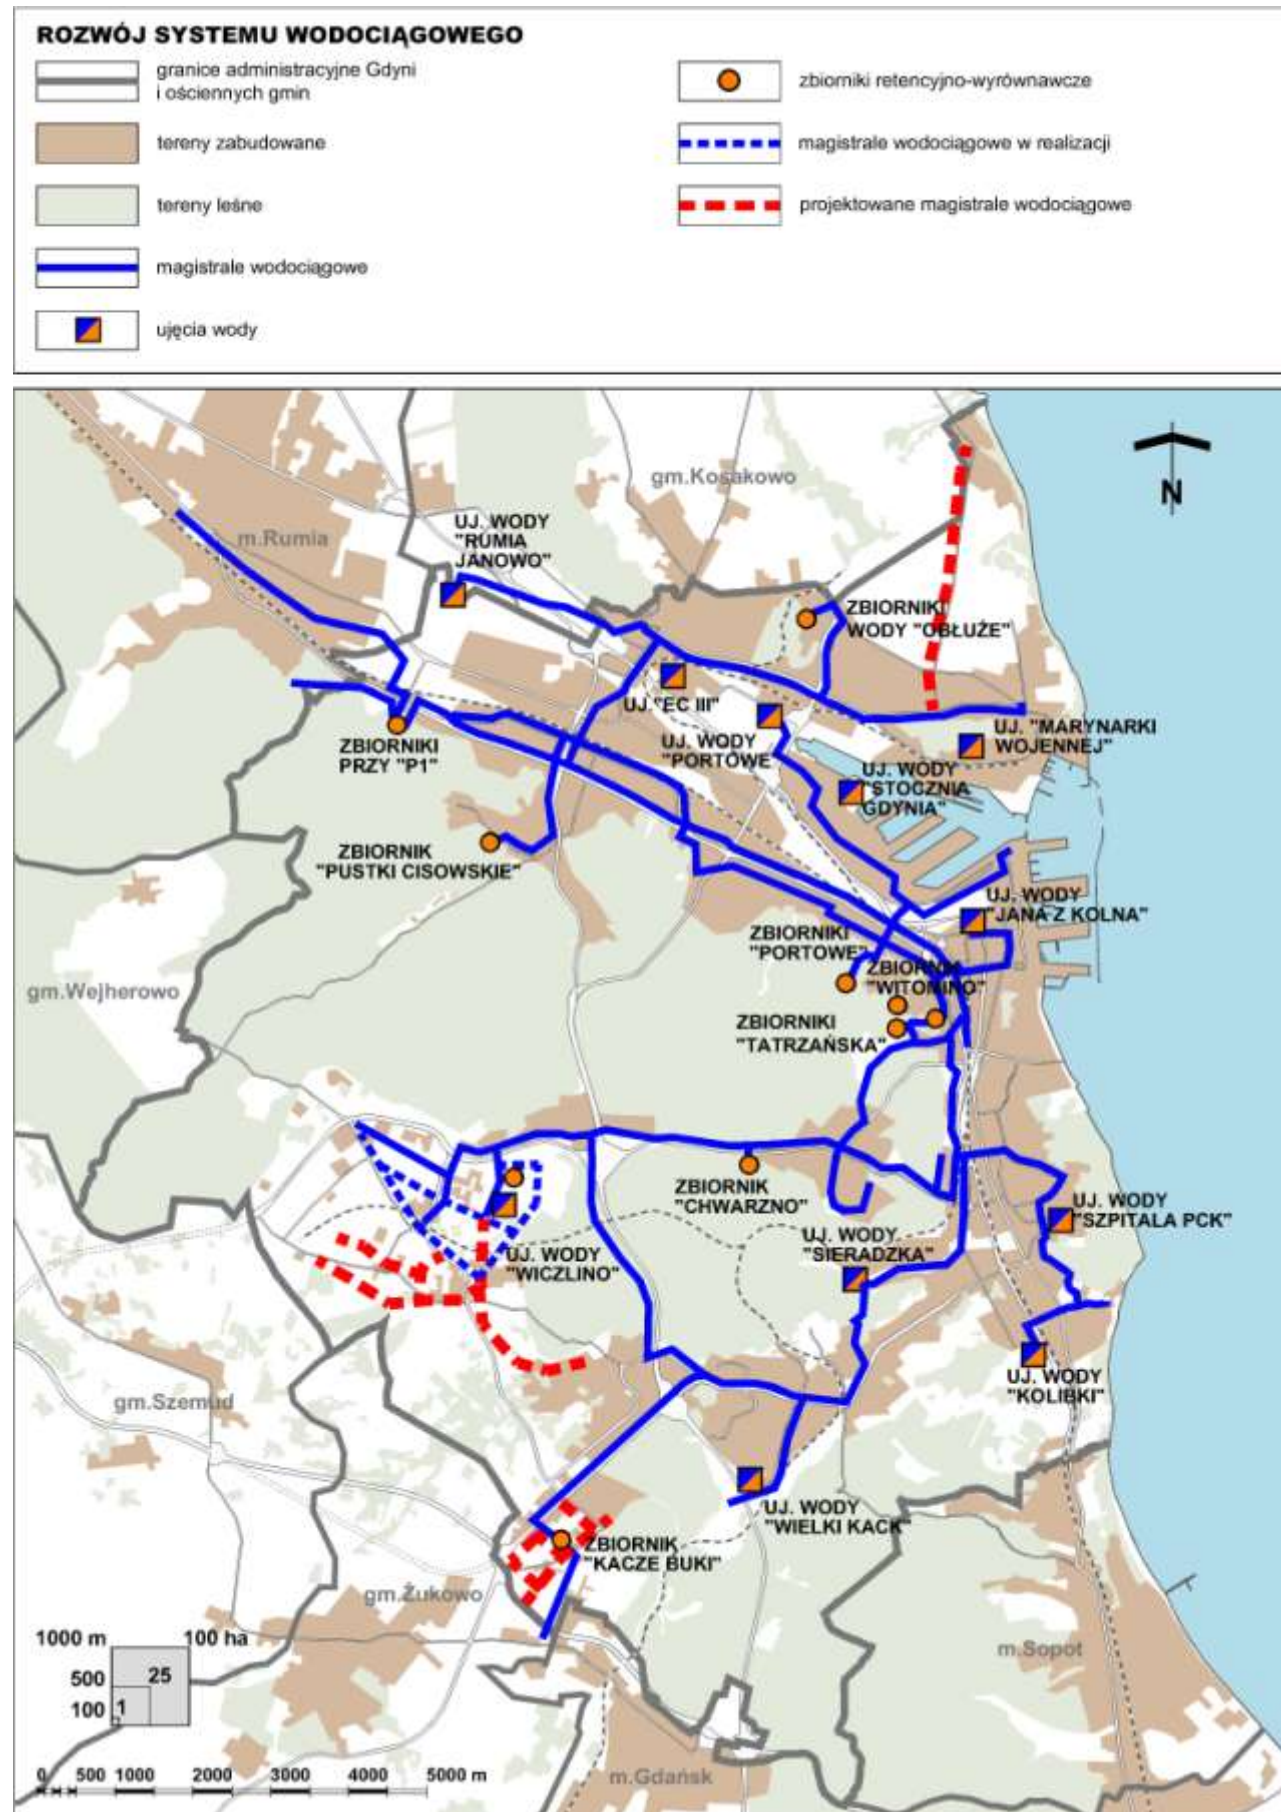 ROZWÓJ SYSTEMU WODOCIĄGOWEGO
granice administracyjne Gdyni
i ościennych gmin
tereny zabudowane
tereny leśne
magistrale wodociągowe
ujęcia wody
zbiorniki retencyjno-wyrównawcze
magistrale wodociągowe w realizacji
projektowane magistrale wodociągowe
gm.Kosakowo
N
UJ. WODY
"RUMIA
JANOWO"
m.Rumia
ZBIORNIKI
WODY "OBŁUŻE"
UJ."EC III"
UJ. WODY
"PORTOWE"
UJ. "MARYNARKI
WOJENNEJ"
ZBIORNIKI
PRZY "P1"
UJ. WODY
"STOCZNIA
GDYNIA"
ZBIORNIK
"PUSTKI CISOWSKIE"
UJ. WODY
"JANA Z KOLNA"
ZBIORNIKI
"PORTOWE"
ZBIORNIK
"WITOMINO"
gm.Wejherowo
ZBIORNIKI
"TATRZAŃSKA"
ZBIORNIK
"CHWARZNO"
UJ. WODY
"SZPITALA PCK"
UJ. WODY
"SIERADZKA"
UJ. WODY
"WICZLINO"
UJ. WODY
"KOLIBKI"
gm.Szemud
UJ. WODY
"WIELKI KACK"
ZBIORNIK
"KACZE BUKI"
gm.Żukowo
m.Sopot
1000 m
100 ha
500
25
100
1
0 500 1000 2000 3000 4000 5000 m
m.Gdańsk